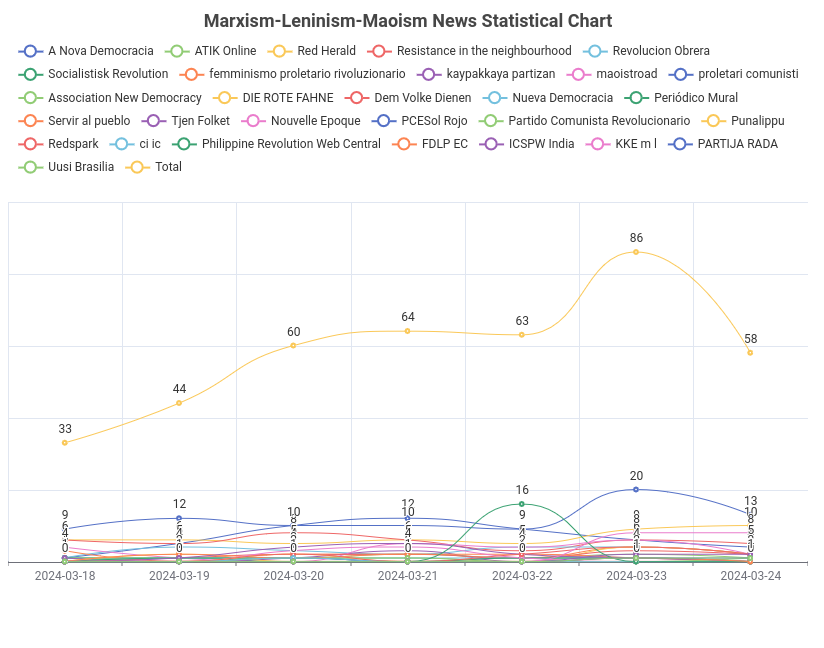 Marxism-Leninism-Maoism News Statistical Chart
A Nova Democracia ATIK Online Red Herald Resistance in the neighbourhood Revolucion Obrera
Socialistisk Revolution femminismo proletario rivoluzionario kaypakkaya partizan maoistroad proletari comunisti
Association New Democracy DIE ROTE FAHNE Dem Volke Dienen Nueva Democracia Periódico Mural
Servir al pueblo Tjen Folket Nouvelle Epoque PCESol Rojo Partido Comunista Revolucionario Punalippu
Redspark ci ic Philippine Revolution Web Central FDLP EC ICSPW India KKE m l PARTIJA RADA
Uusi Brasilia Total
86
60 64 63
58
44
33
20
16
13
12 12
9 10 10 9 8 10
2024-03-18 2024-03-19 2024-03-20 2024-03-21 2024-03-22 2024-03-23 2024-03-24